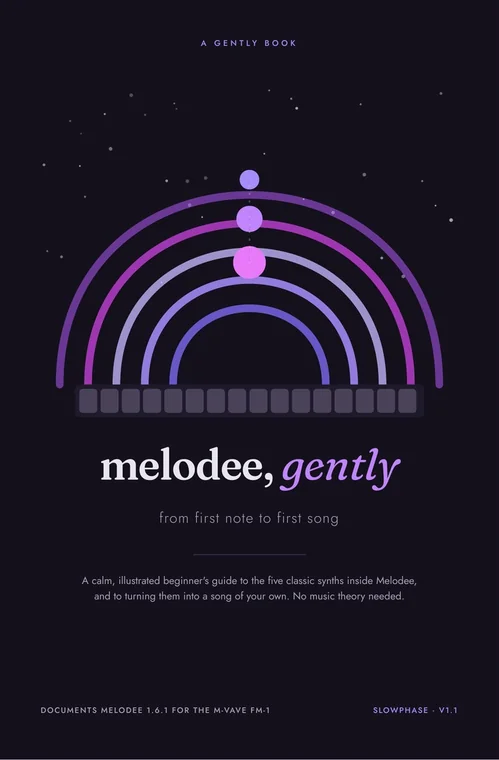 A GENTLY BOOK
melodee, gently
from first note to first song
A calm, illustrated beginner's guide to the five classic synths inside Melodee,
and to turning them into a song of your own. No music theory needed.
DOCUMENTS MELODEE 1.6.1 FOR THE M-VAVE FM-1
SLOWPHASE · V1.1